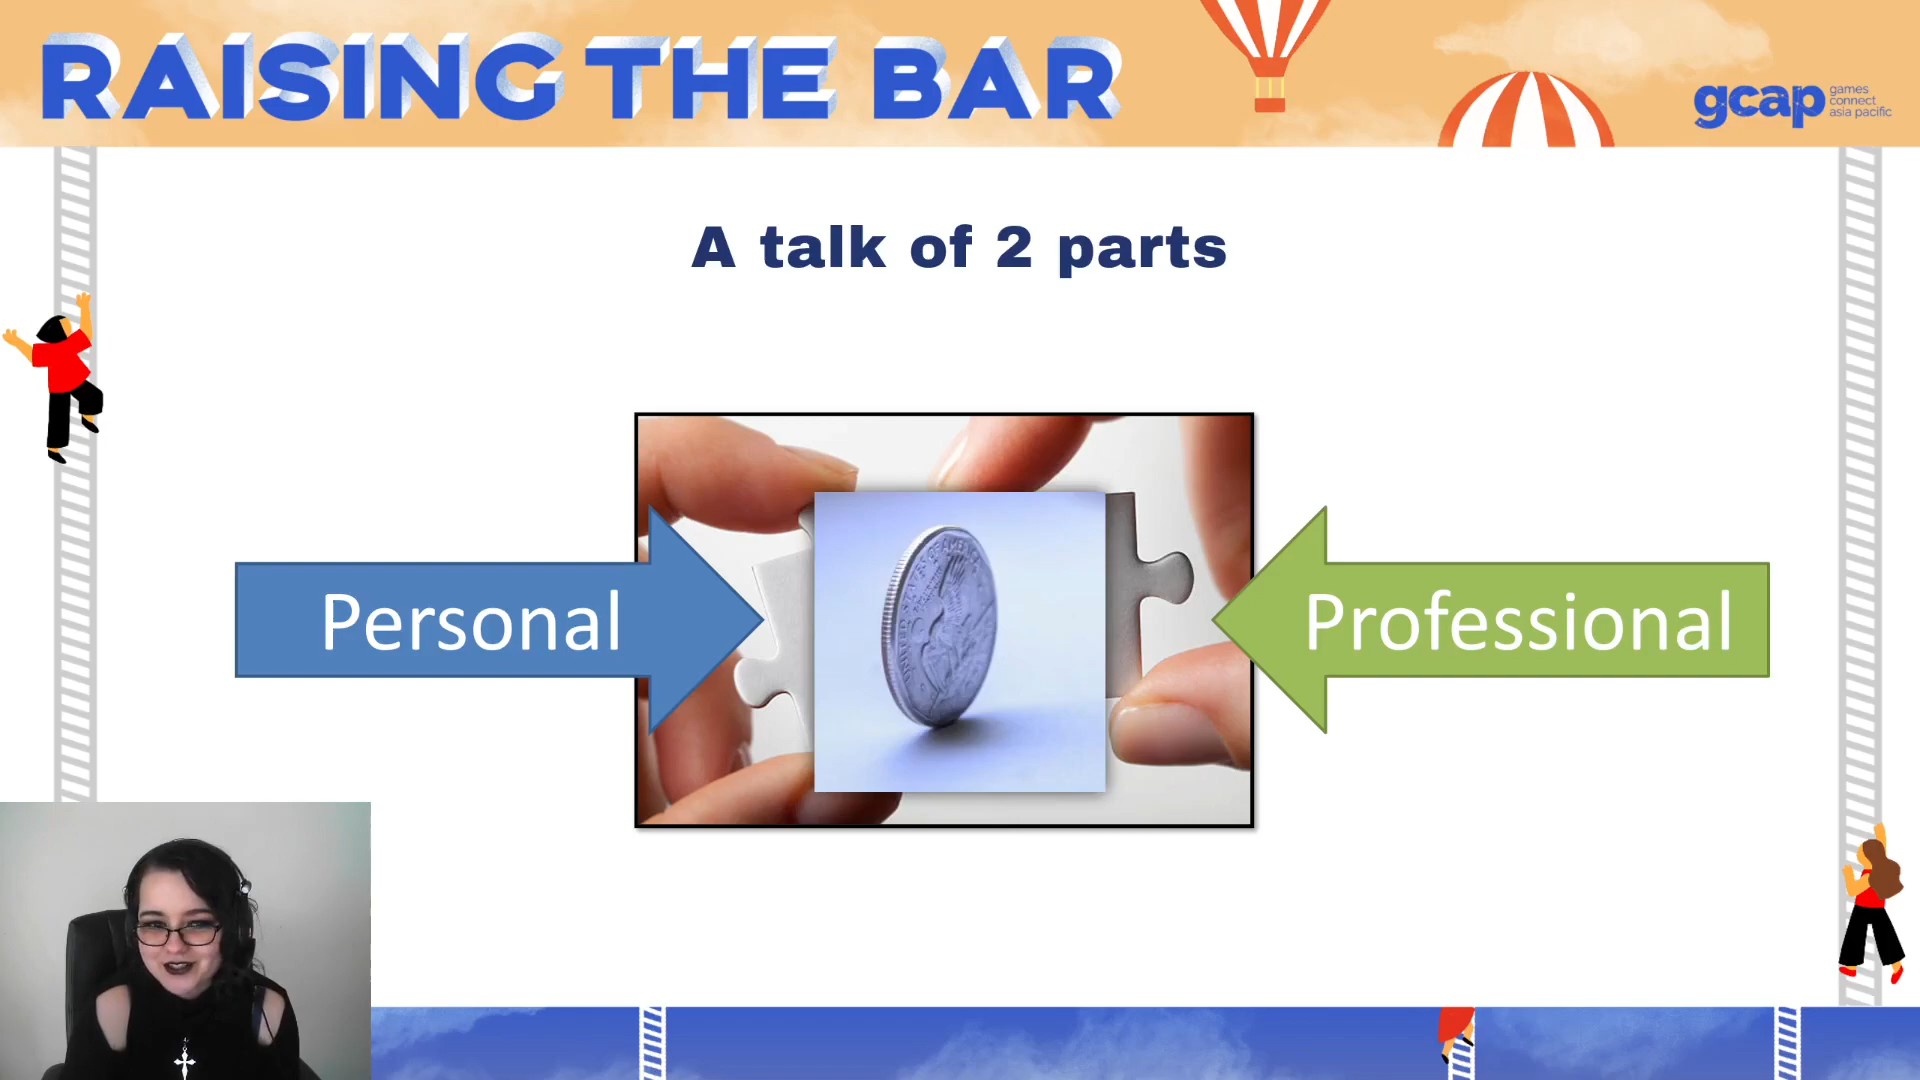 RAISING THE BAR
gcap
games
connect
asia pacific
A talk of 2 parts
Personal
Professional